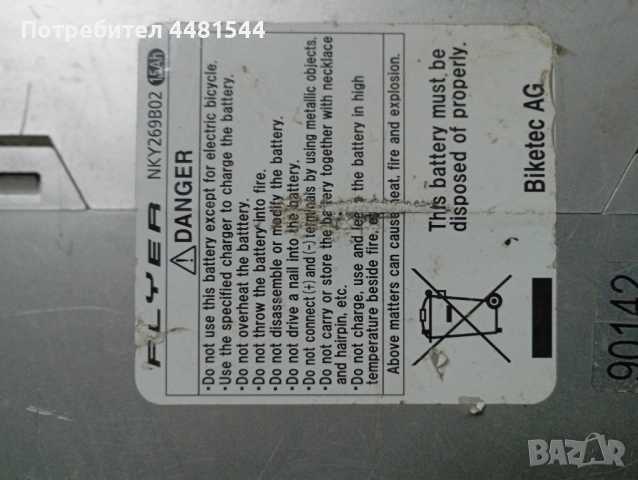 Потребител 4481544
FLYER NKY269B02 15Ah
DANGER
•Do not use this battery except for electric bicycle.
•Use the specified charger to charge the battery.
•Do not overheat the batttery.
•Do not throw the battery into fire.
•Do not disassemble or modify the battery.
•Do not drive a nail into the battery.
•Do not connect (+) and (-) terminals by using metallic objects.
•Do not carry or store the battery together with necklace
and hairpin, etc.
•Do not charge, use and leave the battery in high
temperature beside fire,
Above matters can cause heat, fire and explosion.
This battery must be
disposed of properly.
Biketec AG
90142
BAZAR